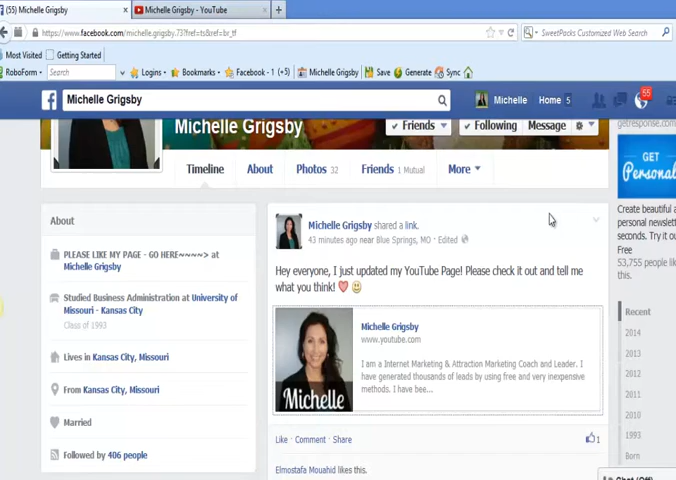 (55) Michelle Grigsby
Michelle Grigsby - YouTube
https://www.facebook.com/michelle.grigsby.73?fref=ts&ref=br_tf
SweetPacks Customized Web Search
Most Visited Getting Started
RoboForm Search Logins Bookmarks Facebook - 1 (+5) Michelle Grigsby Save Generate Sync
Michelle Grigsby
Michelle Home 5
55
Michelle Grigsby
Friends Following Message
getresponse.com
Timeline About Photos 32 Friends 1 Mutual More
GET
Personal
Create beautiful a
personal newslett
seconds. Try it ou
Free
53,755 people lik
this.
About
PLEASE LIKE MY PAGE - GO HERE~~~~> at
Michelle Grigsby
Studied Business Administration at University of
Missouri - Kansas City
Class of 1993
Lives in Kansas City, Missouri
From Kansas City, Missouri
Married
Followed by 406 people
Michelle Grigsby shared a link.
43 minutes ago near Blue Springs, MO · Edited
Hey everyone, I just updated my YouTube Page! Please check it out and tell me
what you think!
Michelle
Michelle Grigsby
www.youtube.com
I am a Internet Marketing & Attraction Marketing Coach and Leader. I
have generated thousands of leads by using free and very inexpensive
methods. I have bee...
Like · Comment · Share
1
Elmostafa Mouahid likes this.
Recent
2014
2013
2012
2011
2010
1993
Born